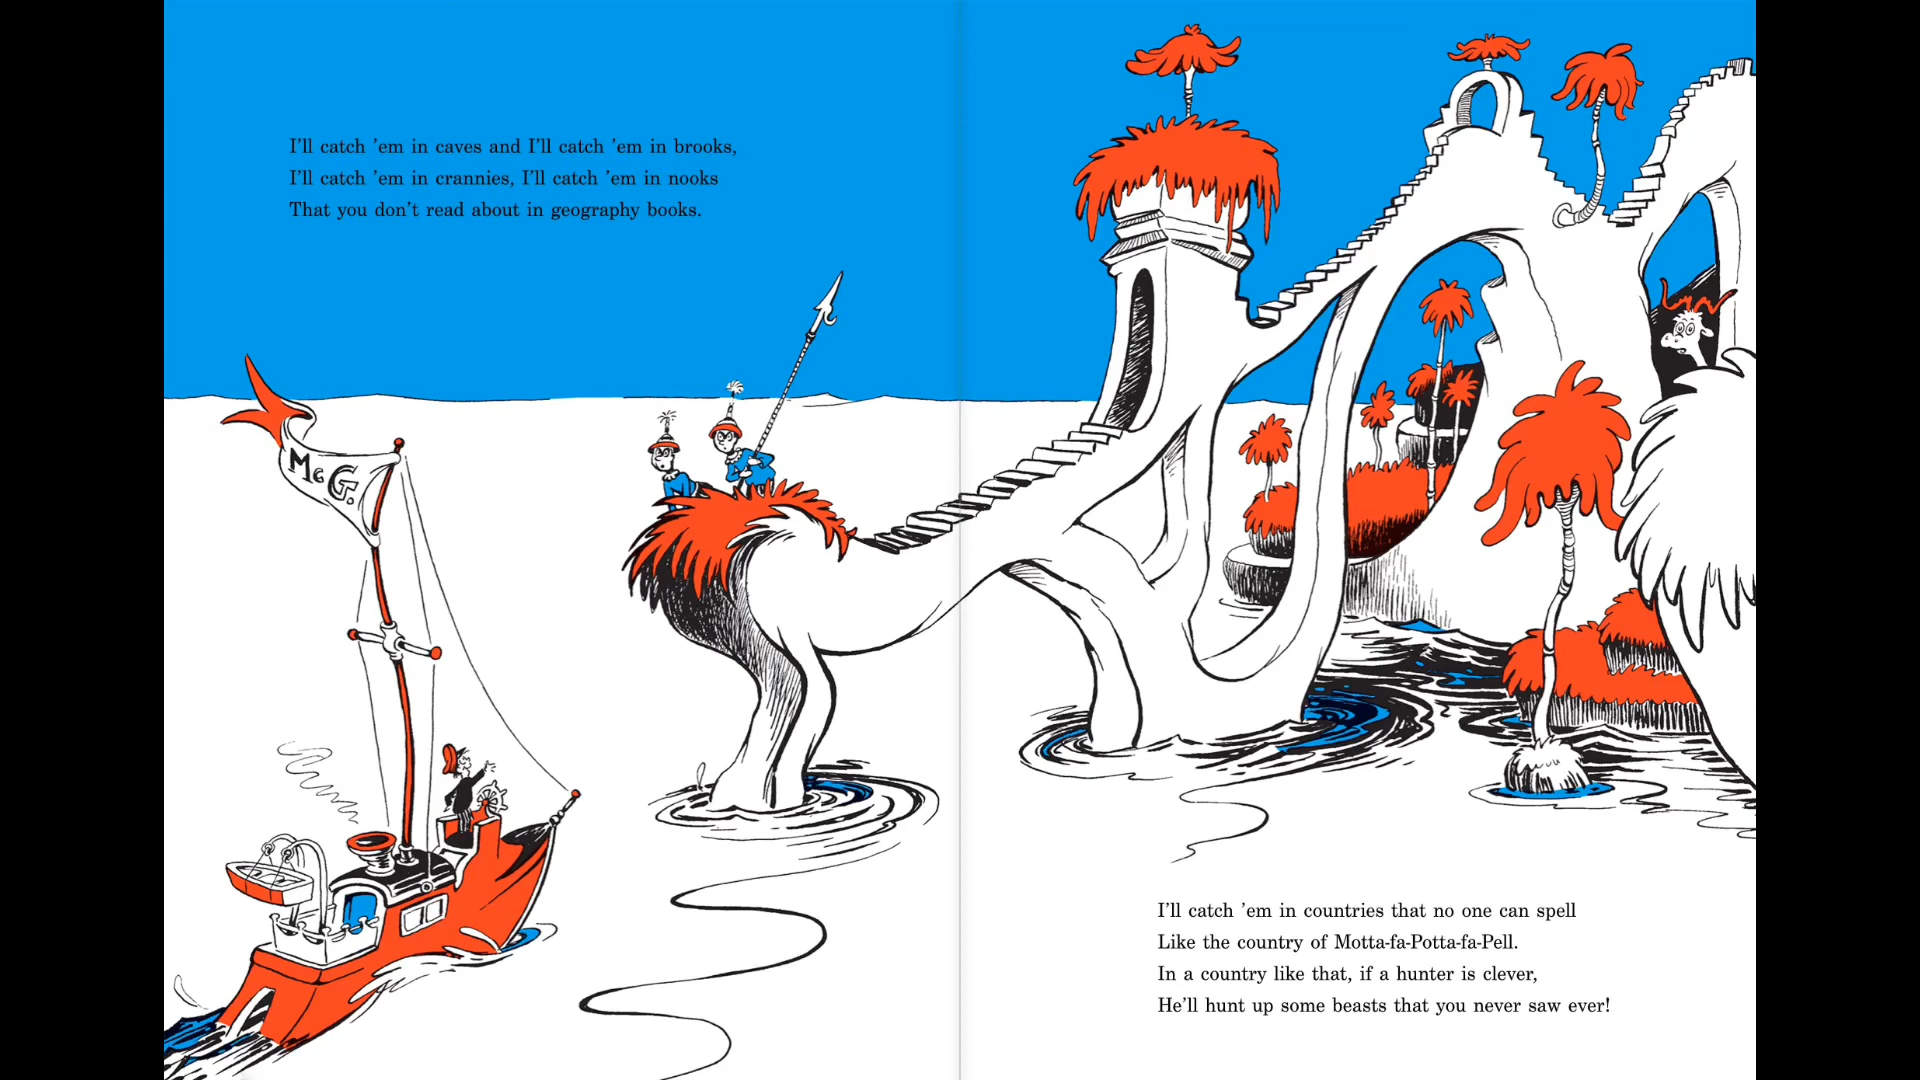 I'll catch 'em in caves and I'll catch 'em in brooks,
I'll catch 'em in crannies, I'll catch 'em in nooks
That you don't read about in geography books.
McG.
I'll catch 'em in countries that no one can spell
Like the country of Motta-fa-Potta-fa-Pell.
In a country like that, if a hunter is clever,
He'll hunt up some beasts that you never saw ever!